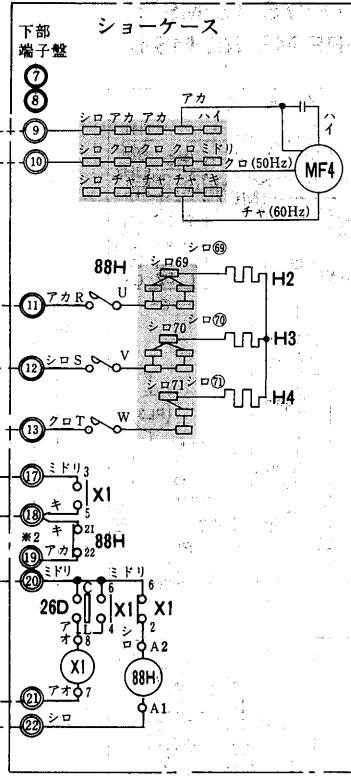 ショーケース
下部
端子盤
⑦
⑧
アカ
⑨ シロ アカ アカ ハイ
ハイ
⑩ シロ クロ クロ クロ ミドリ
クロ(50Hz)
MF4
シロ チャ チャ チャ キ
チャ(60Hz)
88H
シロ69
シロ㊻
H2
⑪ アカR U
シロ70
シロ⑦⓪
H3
⑫ シロS V
シロ71
シロ⑦①
H4
⑬ クロT W
⑰ ミドリ 3
X1
⑱ キ 5
※2
キ 21
88H
⑲ アカ 22
⑳ ミドリ ミドリ
C 6 6
26D X1 X1
L 4 2
アオ 8
シロ A2
X1
88H
㉑ アオ 7
A1
㉒ シロ